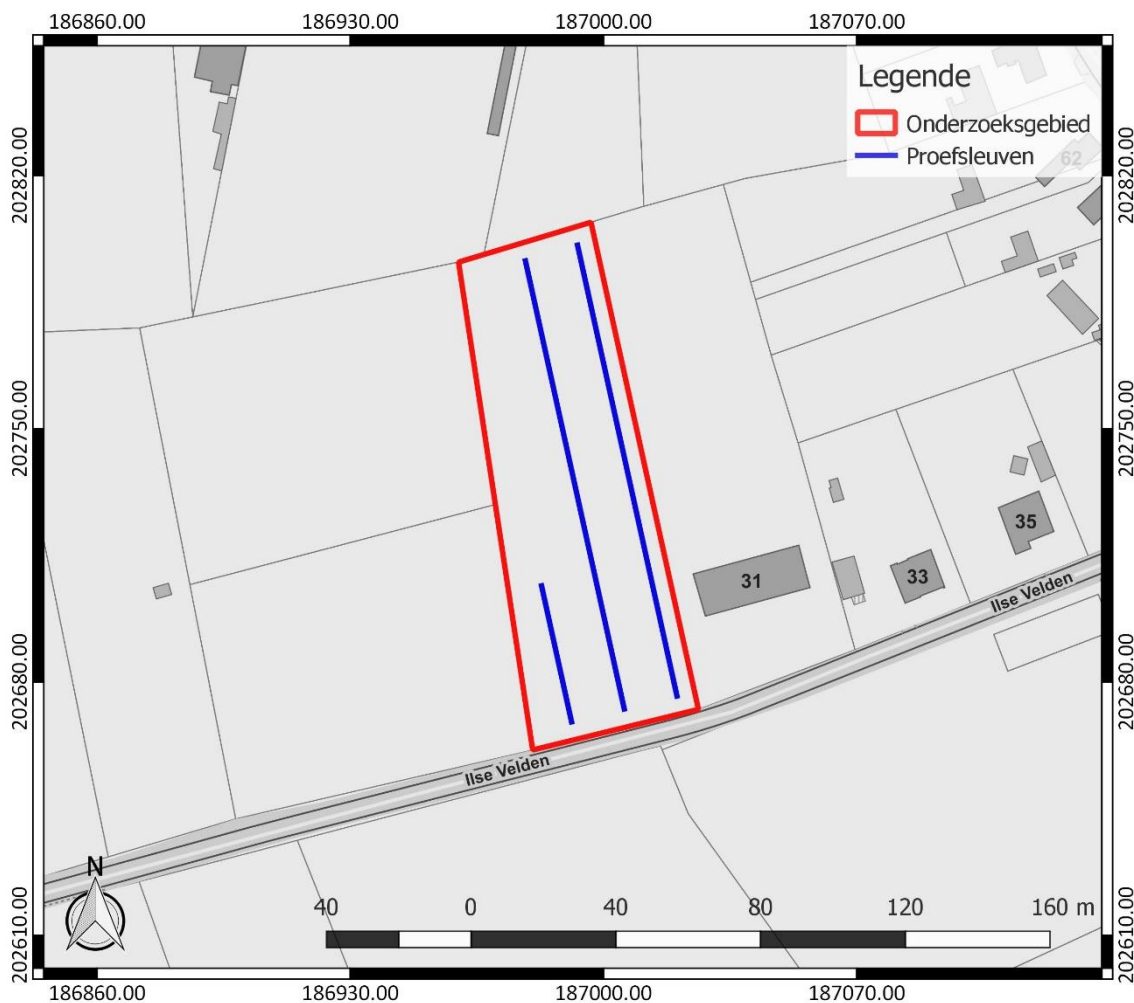 186860.00 186930.00 187000.00 187070.00
Legende
Onderzoeksgebied
Proefsleuven
62
202820.00 202820.00
202750.00 202750.00
35
31
33
Ilse Velden
202680.00 202680.00
Ilse Velden
N
40 0 40 80 120 160 m
202610.00 202610.00
186860.00 186930.00 187000.00 187070.00